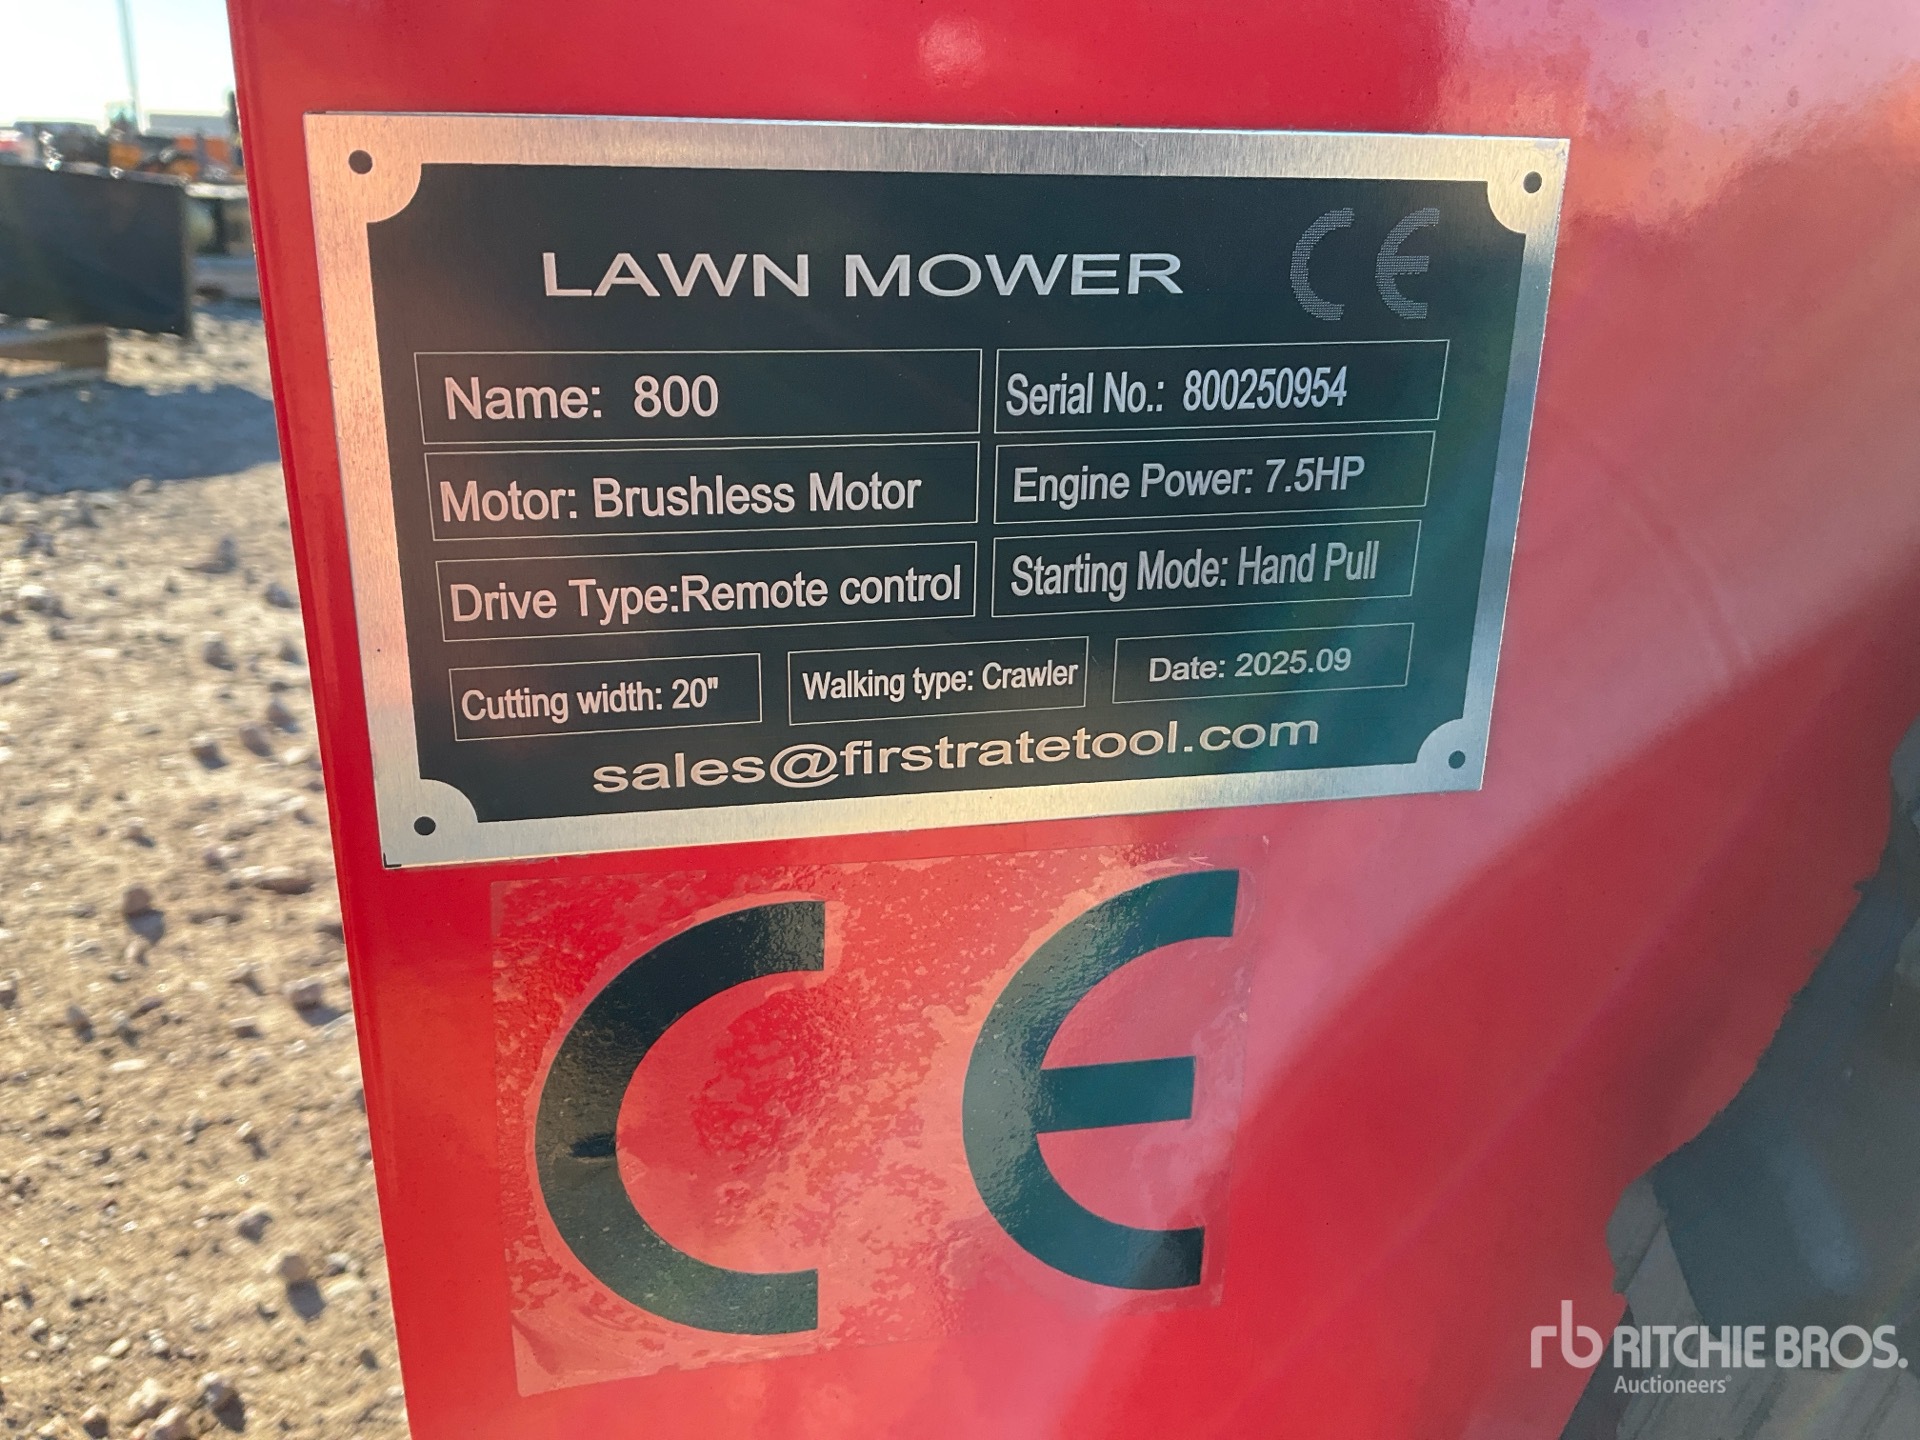 LAWN MOWER CE
Name: 800
Serial No.: 800250954
Motor: Brushless Motor
Engine Power: 7.5HP
Drive Type:Remote control
Starting Mode: Hand Pull
Cutting width: 20"
Walking type: Crawler
Date: 2025.09
sales@firstratetool.com
CE
rb RITCHIE BROS.
Auctioneers